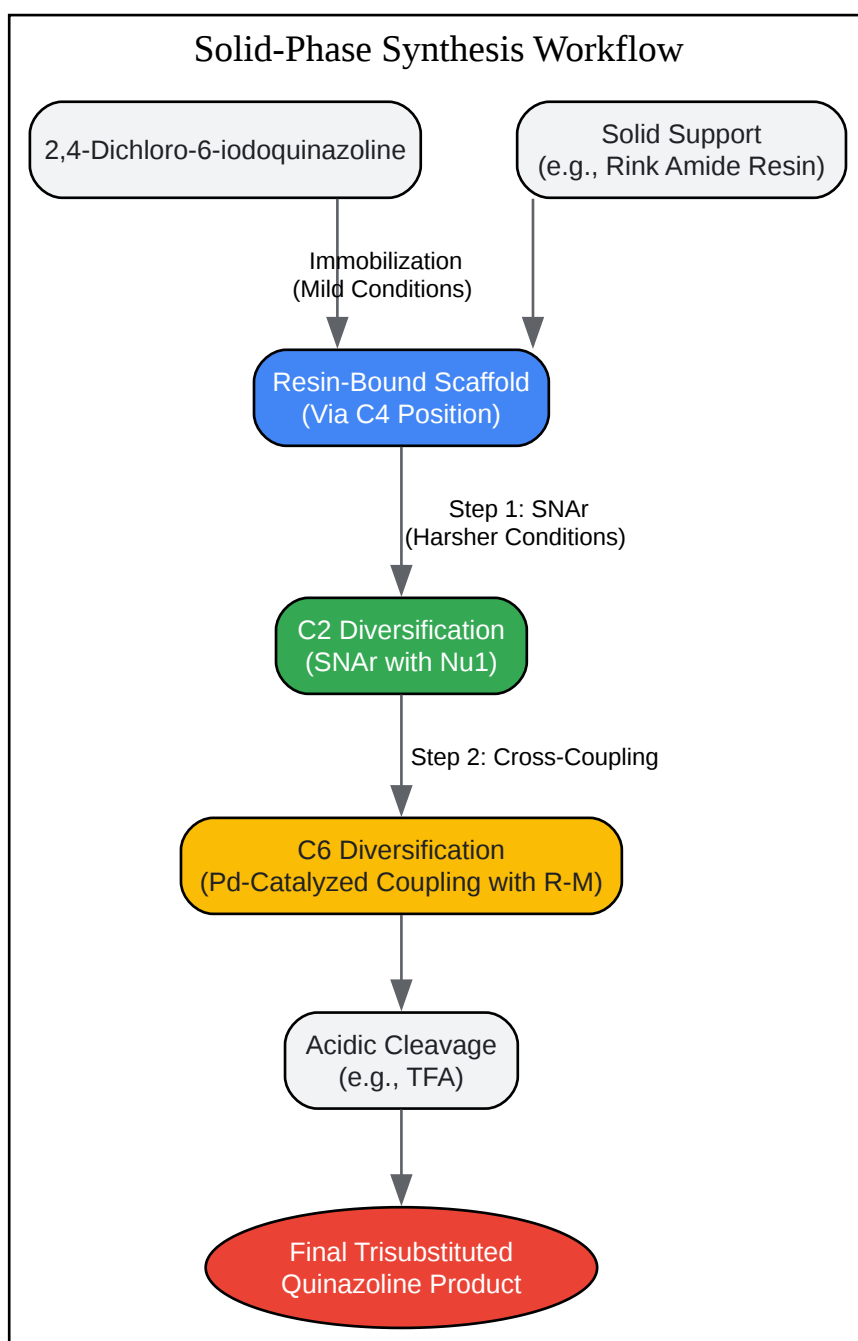 Solid-Phase Synthesis Workflow
2,4-Dichloro-6-iodoquinazoline
Solid Support
(e.g., Rink Amide Resin)
Immobilization
(Mild Conditions)
Resin-Bound Scaffold
(Via C4 Position)
Step 1: SNAr
(Harsher Conditions)
C2 Diversification
(SNAr with Nu1)
Step 2: Cross-Coupling
C6 Diversification
(Pd-Catalyzed Coupling with R-M)
Acidic Cleavage
(e.g., TFA)
Final Trisubstituted
Quinazoline Product